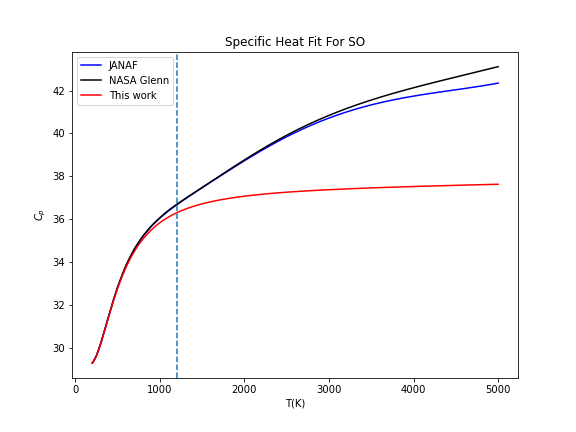 Specific Heat Fit For SO
JANAF
NASA Glenn
This work
42
40
38
36
34
32
30
C_p
0
1000
2000
3000
4000
5000
T(K)